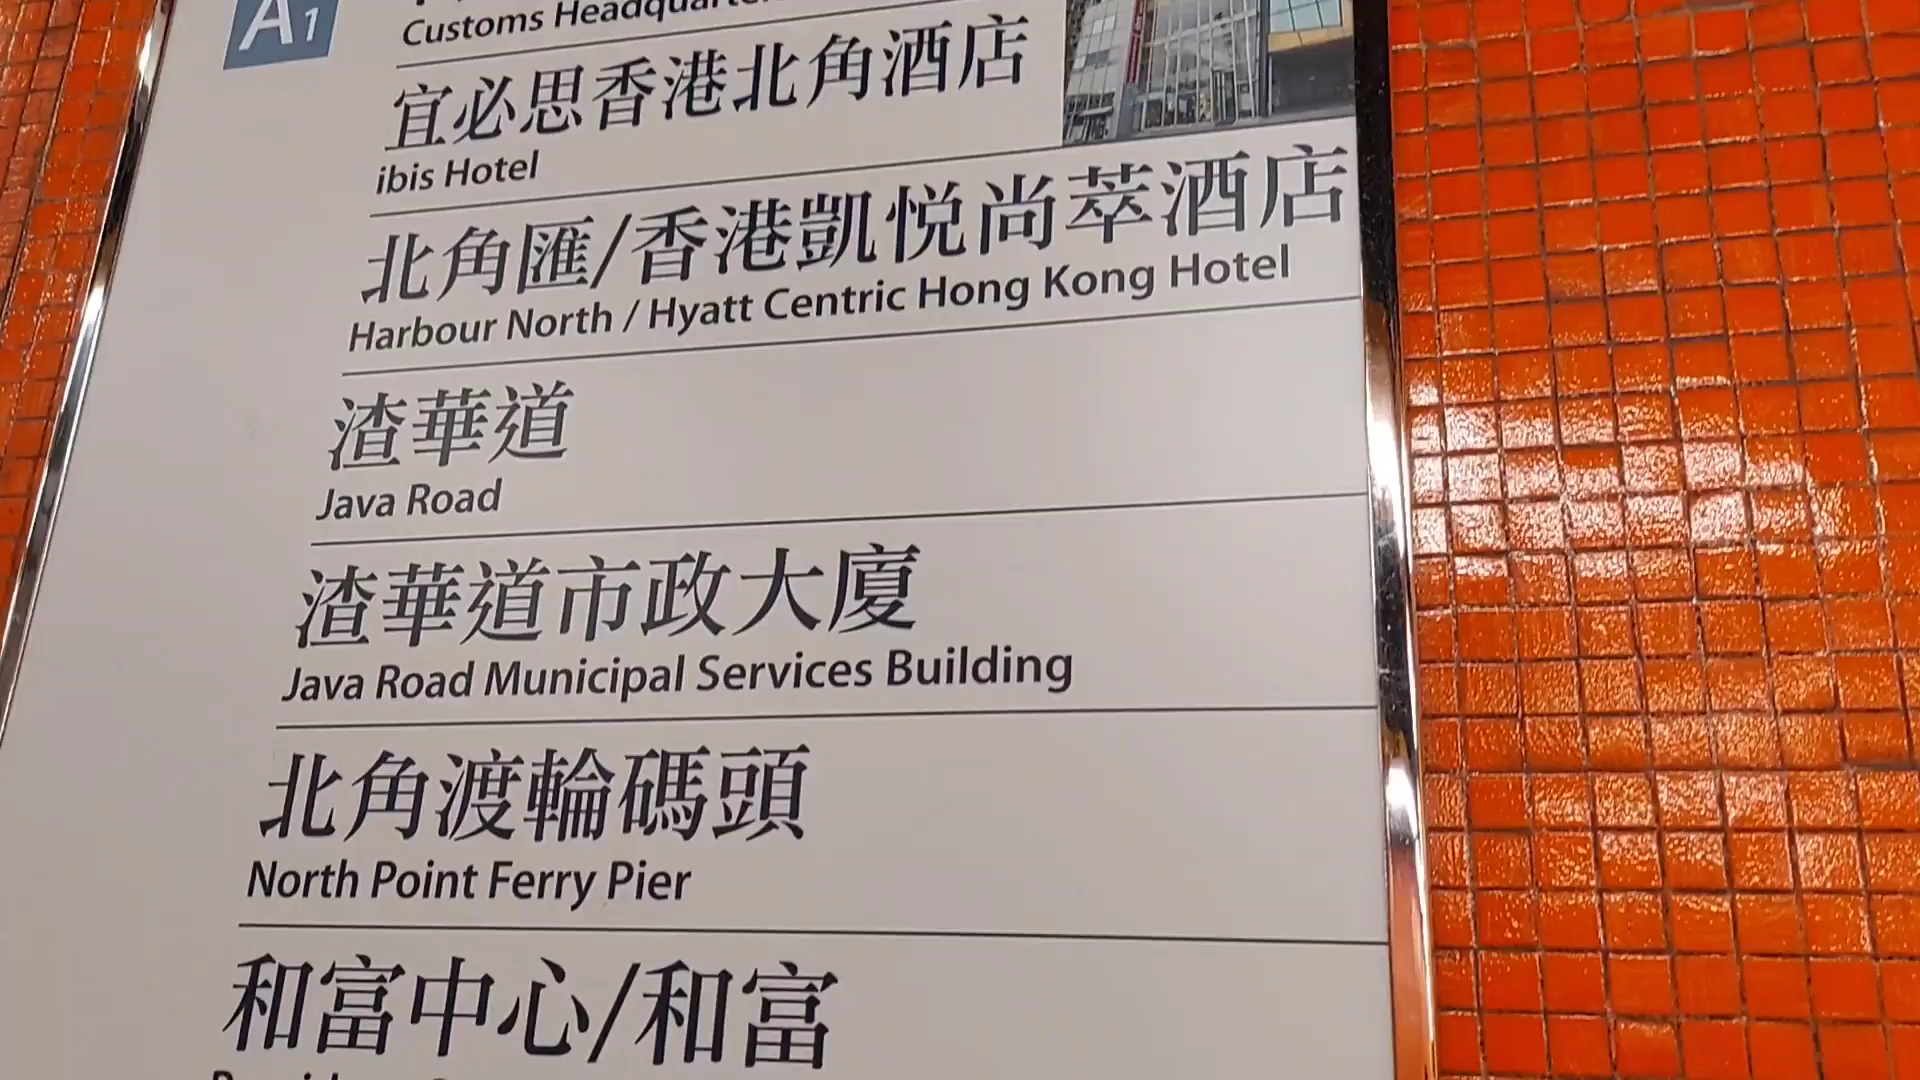 A1
Customs Headquarters
宜必思香港北角酒店
ibis Hotel
北角匯/香港凱悦尚萃酒店
Harbour North / Hyatt Centric Hong Kong Hotel
渣華道
Java Road
渣華道市政大廈
Java Road Municipal Services Building
北角渡輪碼頭
North Point Ferry Pier
和富中心/和富